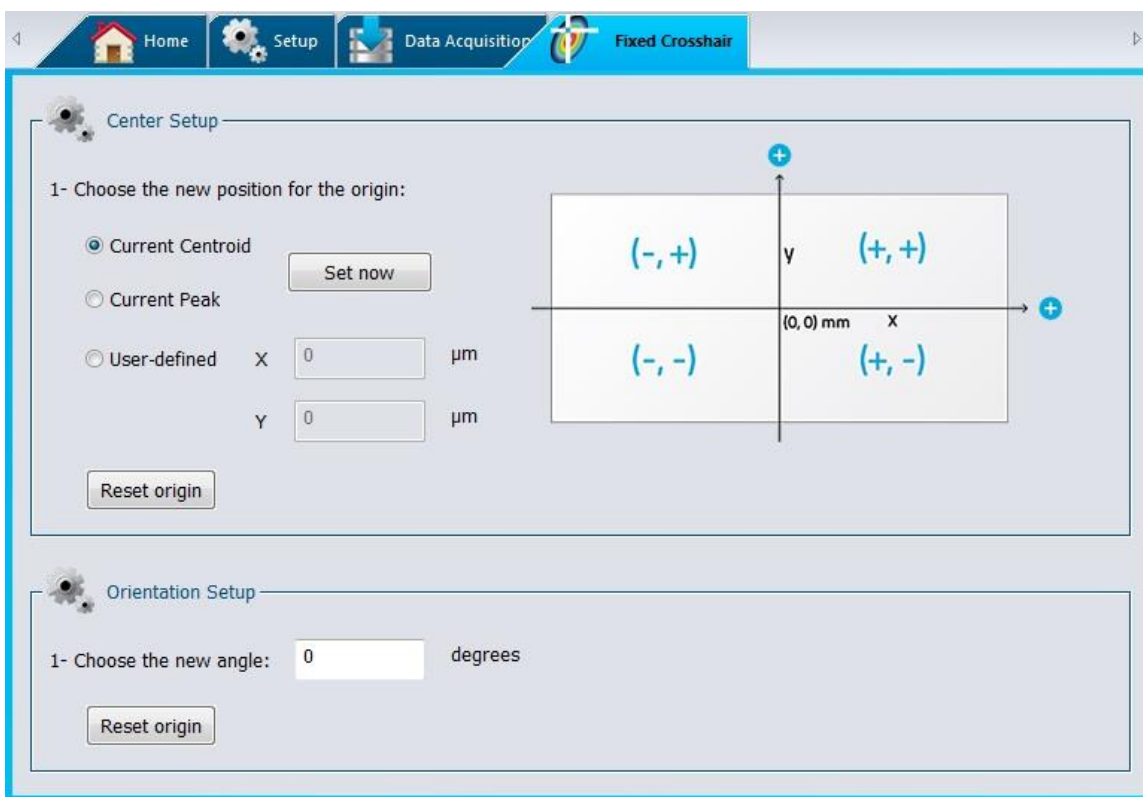 Home
Setup
Data Acquisition
Fixed Crosshair
Center Setup
1- Choose the new position for the origin:
Current Centroid
Set now
Current Peak
User-defined X 0 µm
Y 0 µm
Reset origin
(-, +)
y
(+, +)
(0, 0) mm x
(-, -)
(+, -)
Orientation Setup
1- Choose the new angle: 0 degrees
Reset origin